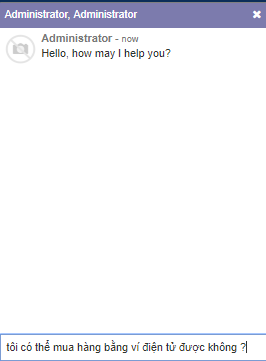 Administrator, Administrator ×
Administrator - now
Hello, how may I help you?
tôi có thể mua hàng bằng ví điện tử được không ?